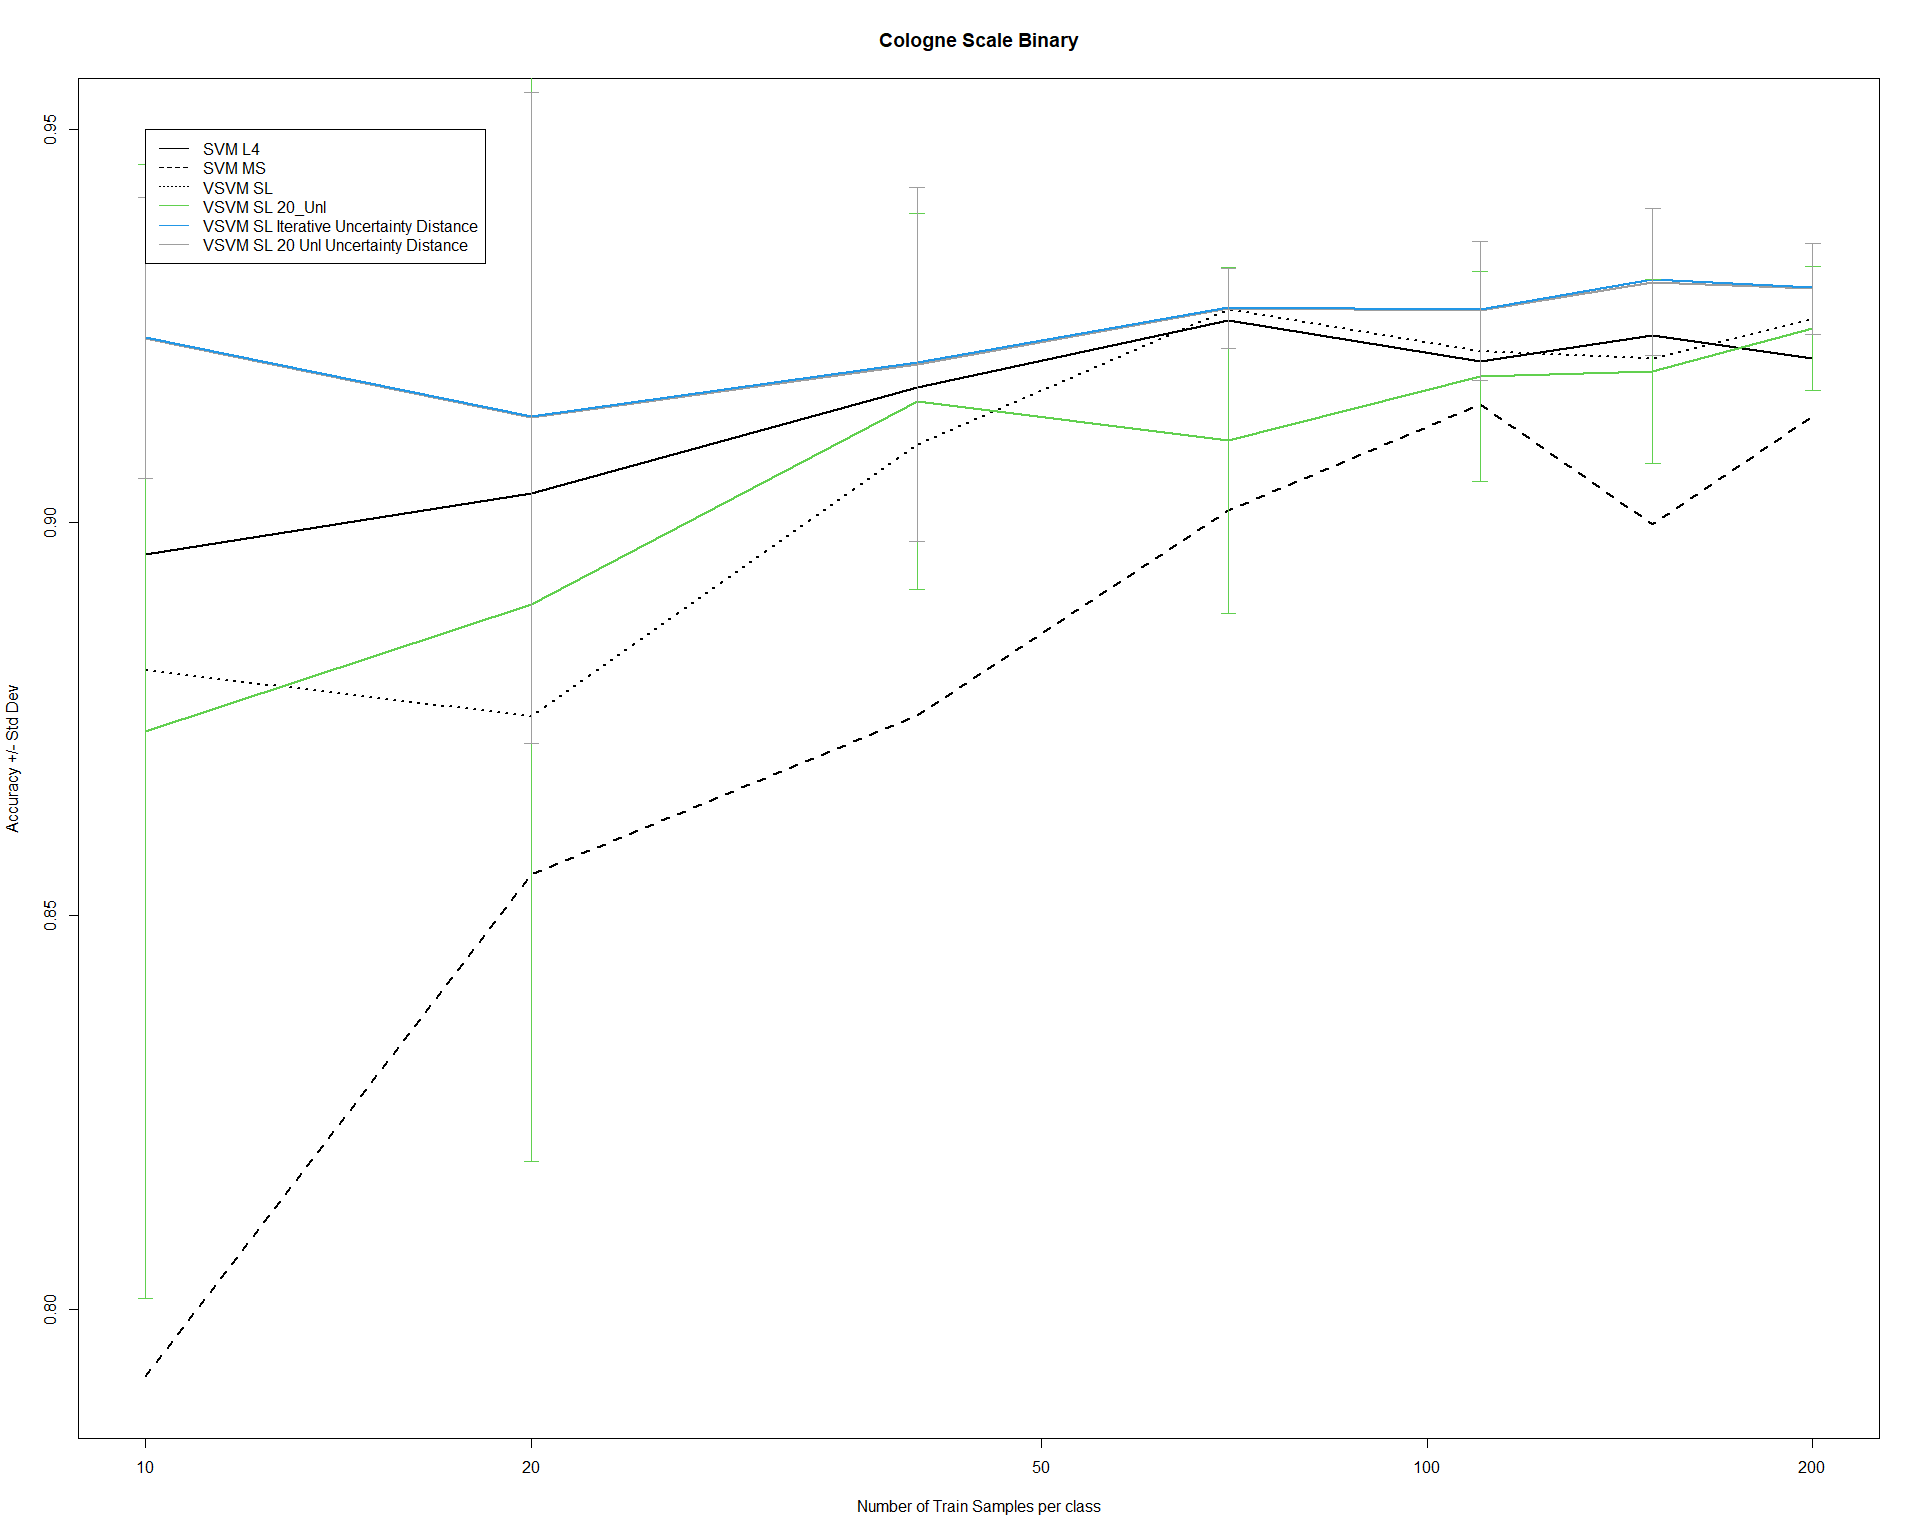 Cologne Scale Binary
0.95
0.90
0.85
0.80
Accuracy +/- Std Dev
SVM L4
SVM MS
VSVM SL
VSVM SL 20_Unl
VSVM SL Iterative Uncertainty Distance
VSVM SL 20 Unl Uncertainty Distance
10 20 50 100 200
Number of Train Samples per class